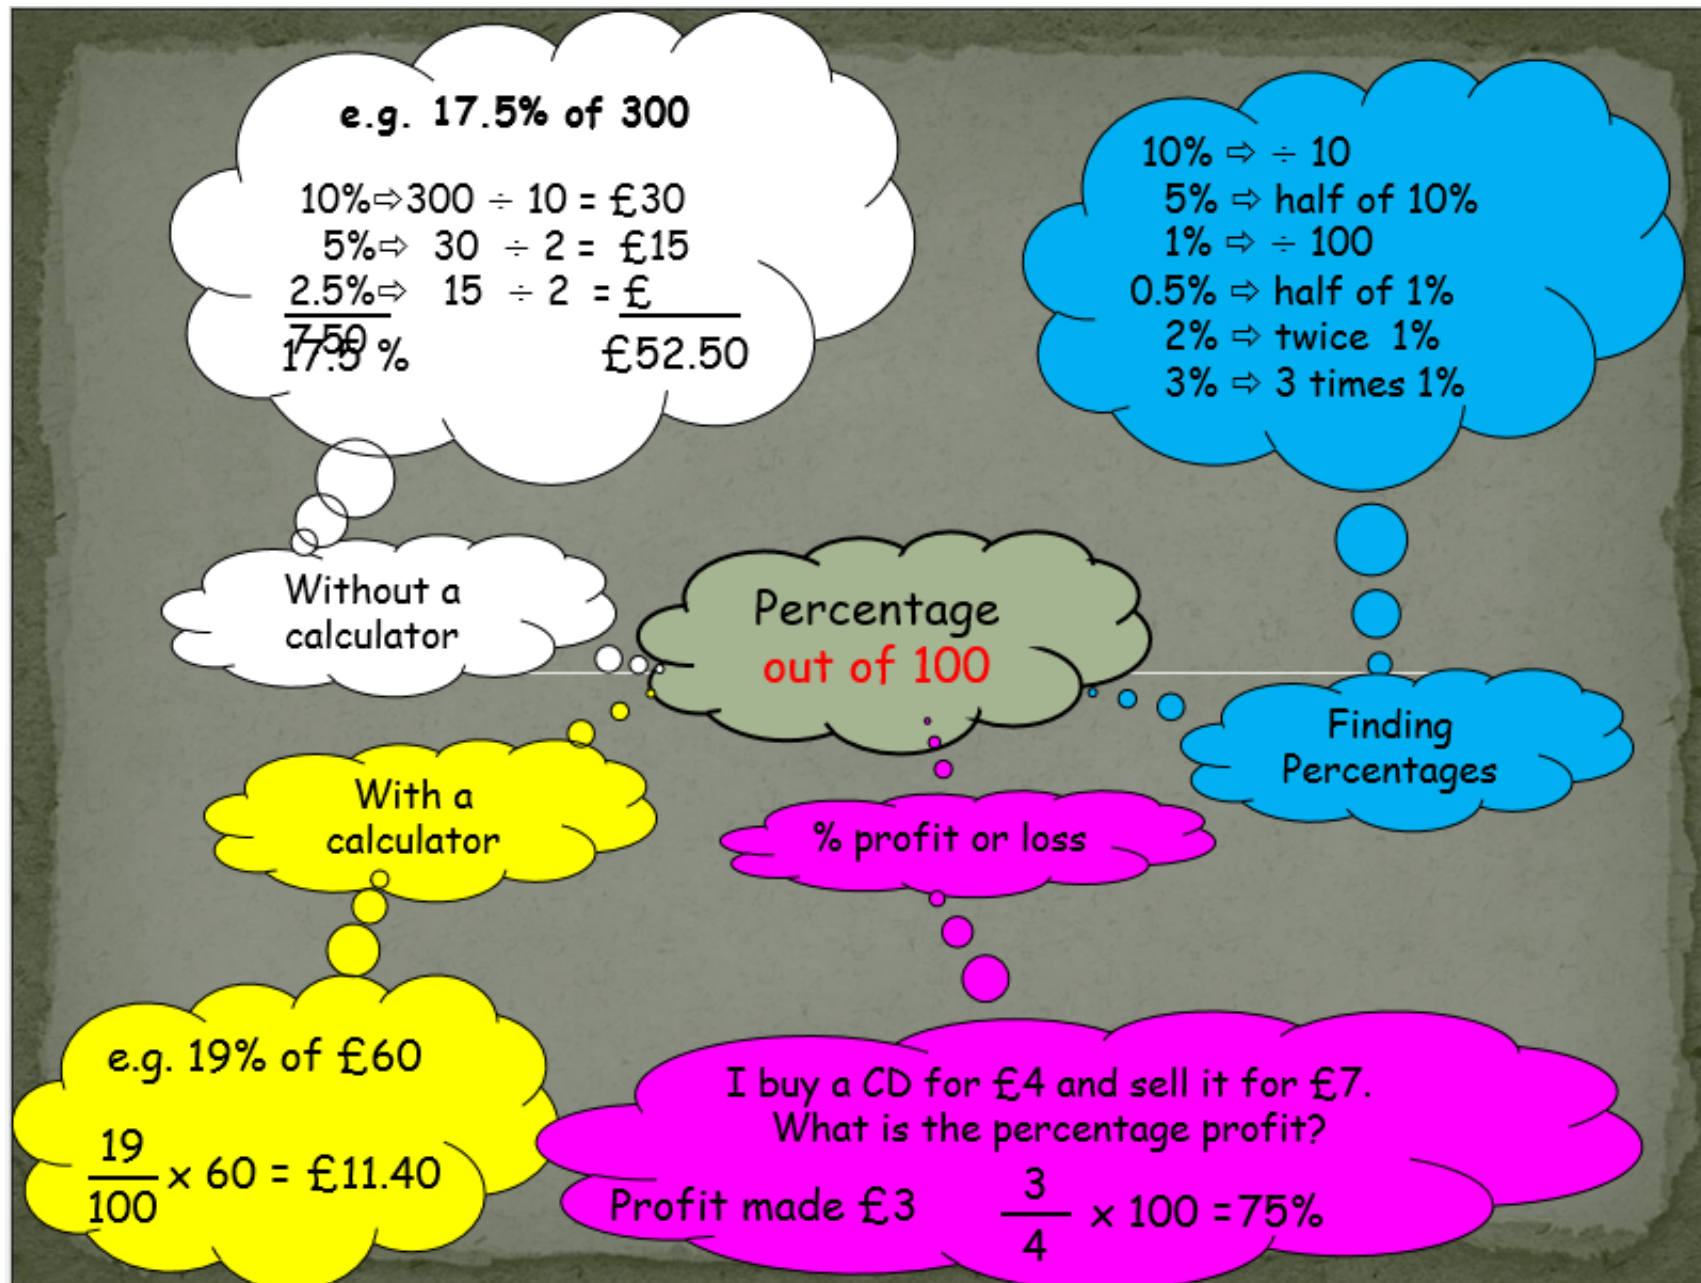 e.g. 17.5% of 300
10%⇨300 ÷ 10 = £30
5%⇨ 30 ÷ 2 = £15
2.5%⇨ 15 ÷ 2 = £
7.50
17.5 % £52.50
10% ⇨ ÷ 10
5% ⇨ half of 10%
1% ⇨ ÷ 100
0.5% ⇨ half of 1%
2% ⇨ twice 1%
3% ⇨ 3 times 1%
Without a
calculator
Percentage
out of 100
Finding
Percentages
With a
calculator
% profit or loss
e.g. 19% of £60
19
100
x 60 = £11.40
I buy a CD for £4 and sell it for £7.
What is the percentage profit?
Profit made £3
3
4
x 100 =75%